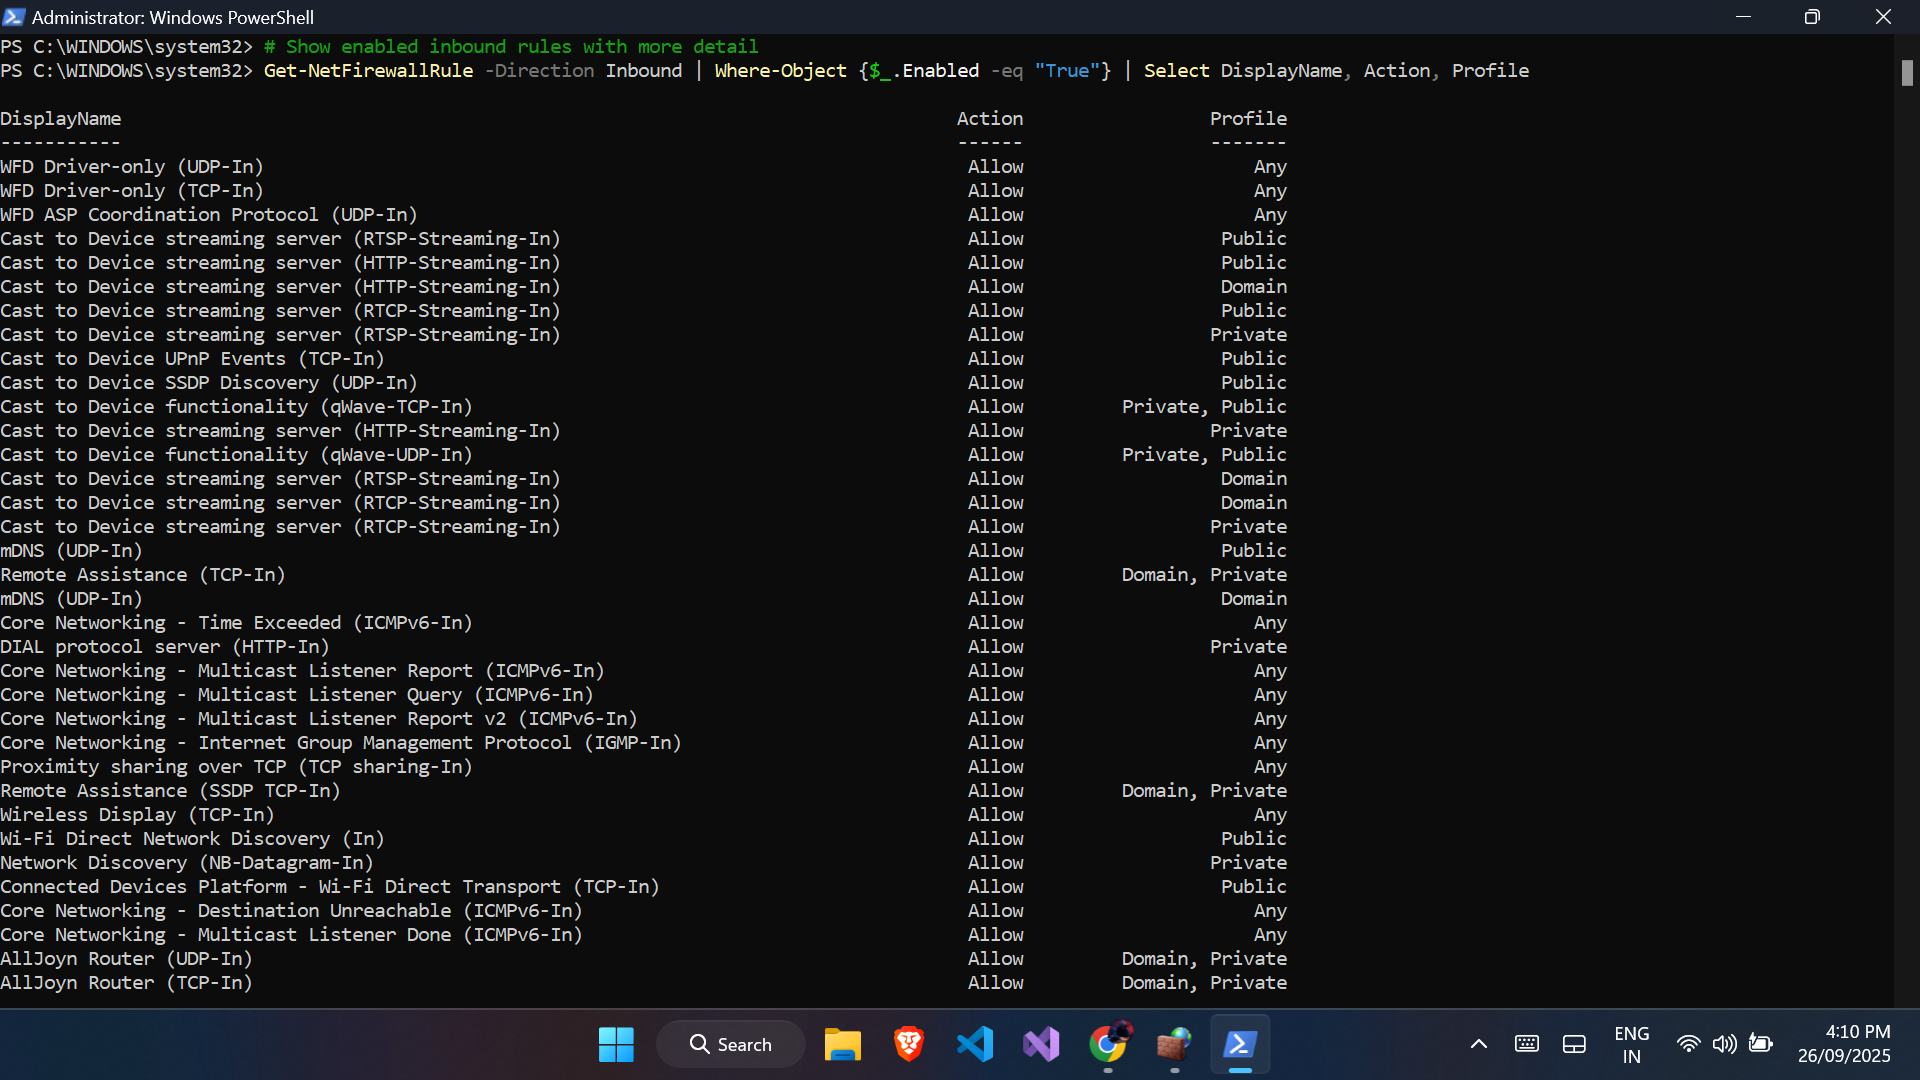 Administrator: Windows PowerShell
PS C:\WINDOWS\system32> # Show enabled inbound rules with more detail
PS C:\WINDOWS\system32> Get-NetFirewallRule -Direction Inbound | Where-Object {$_.Enabled -eq "True"} | Select DisplayName, Action, Profile
DisplayName Action Profile
----------- ------ -------
WFD Driver-only (UDP-In) Allow Any
WFD Driver-only (TCP-In) Allow Any
WFD ASP Coordination Protocol (UDP-In) Allow Any
Cast to Device streaming server (RTSP-Streaming-In) Allow Public
Cast to Device streaming server (HTTP-Streaming-In) Allow Public
Cast to Device streaming server (HTTP-Streaming-In) Allow Domain
Cast to Device streaming server (RTCP-Streaming-In) Allow Public
Cast to Device streaming server (RTSP-Streaming-In) Allow Private
Cast to Device UPnP Events (TCP-In) Allow Public
Cast to Device SSDP Discovery (UDP-In) Allow Public
Cast to Device functionality (qWave-TCP-In) Allow Private, Public
Cast to Device streaming server (HTTP-Streaming-In) Allow Private
Cast to Device functionality (qWave-UDP-In) Allow Private, Public
Cast to Device streaming server (RTSP-Streaming-In) Allow Domain
Cast to Device streaming server (RTCP-Streaming-In) Allow Domain
Cast to Device streaming server (RTCP-Streaming-In) Allow Private
mDNS (UDP-In) Allow Public
Remote Assistance (TCP-In) Allow Domain, Private
mDNS (UDP-In) Allow Domain
Core Networking - Time Exceeded (ICMPv6-In) Allow Any
DIAL protocol server (HTTP-In) Allow Private
Core Networking - Multicast Listener Report (ICMPv6-In) Allow Any
Core Networking - Multicast Listener Query (ICMPv6-In) Allow Any
Core Networking - Multicast Listener Report v2 (ICMPv6-In) Allow Any
Core Networking - Internet Group Management Protocol (IGMP-In) Allow Any
Proximity sharing over TCP (TCP sharing-In) Allow Any
Remote Assistance (SSDP TCP-In) Allow Domain, Private
Wireless Display (TCP-In) Allow Any
Wi-Fi Direct Network Discovery (In) Allow Public
Network Discovery (NB-Datagram-In) Allow Private
Connected Devices Platform - Wi-Fi Direct Transport (TCP-In) Allow Public
Core Networking - Destination Unreachable (ICMPv6-In) Allow Any
Core Networking - Multicast Listener Done (ICMPv6-In) Allow Any
AllJoyn Router (UDP-In) Allow Domain, Private
AllJoyn Router (TCP-In) Allow Domain, Private
Search
ENG
IN
4:10 PM
26/09/2025